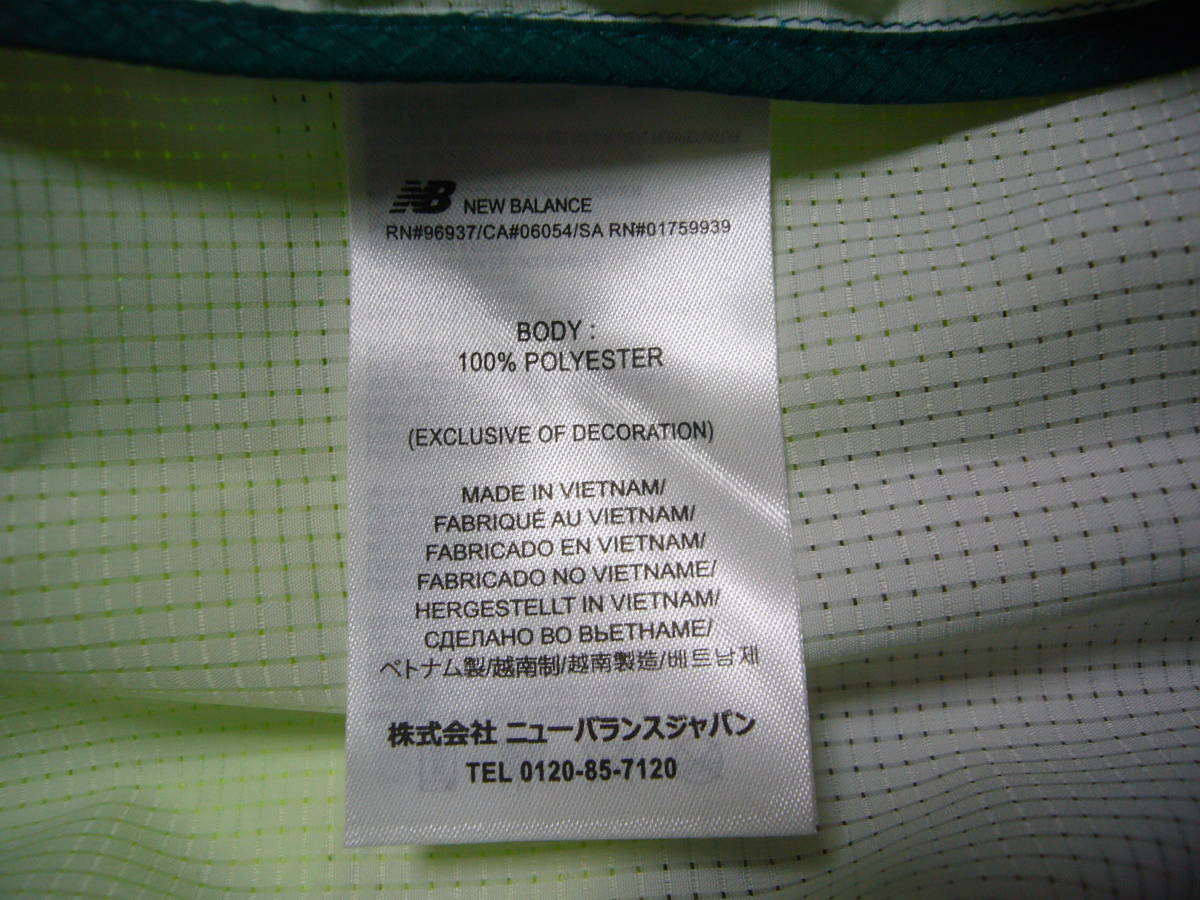 NB NEW BALANCE
RN#96937/CA#06054/SA RN#01759939
BODY :
100% POLYESTER
(EXCLUSIVE OF DECORATION)
MADE IN VIETNAM/
FABRIQUÉ AU VIETNAM/
FABRICADO EN VIETNAM/
FABRICADO NO VIETNAME/
HERGESTELLT IN VIETNAM/
СДЕЛАНО ВО ВЬЕТНАМЕ/
ベトナム製/越南制/越南製造/베트남제
株式会社 ニューバランスジャパン
TEL 0120-85-7120